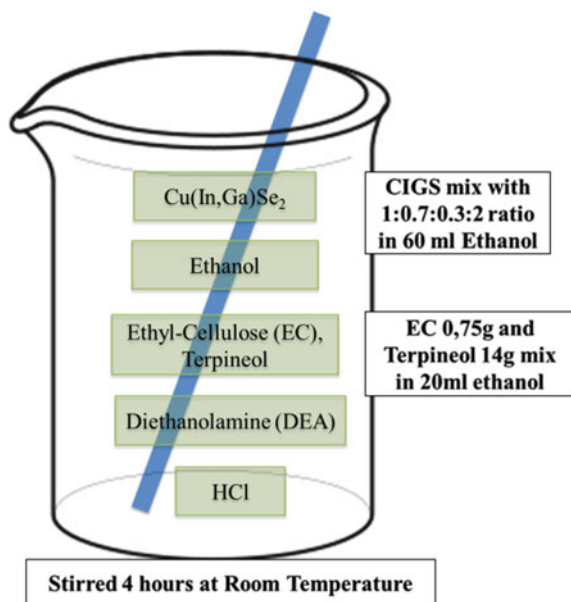 Cu(In,Ga)Se₂
CIGS mix with
1:0.7:0.3:2 ratio
in 60 ml Ethanol
Ethanol
Ethyl-Cellulose (EC),
Terpineol
EC 0,75g and
Terpineol 14g mix
in 20ml ethanol
Diethanolamine (DEA)
HCl
Stirred 4 hours at Room Temperature